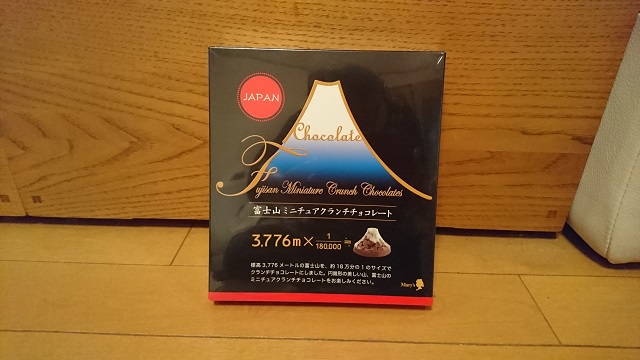 JAPAN
Chocolate
Fujisan Miniature Crunch Chocolates
富士山ミニチュアクランチチョコレート
3,776m×1/180,000≒
標高3,776メートルの富士山を、約18万分の1のサイズで
クランチチョコレートにしました。円錐形の美しい山、富士山の
ミニチュアクランチチョコレートをお楽しみください。
Mary's